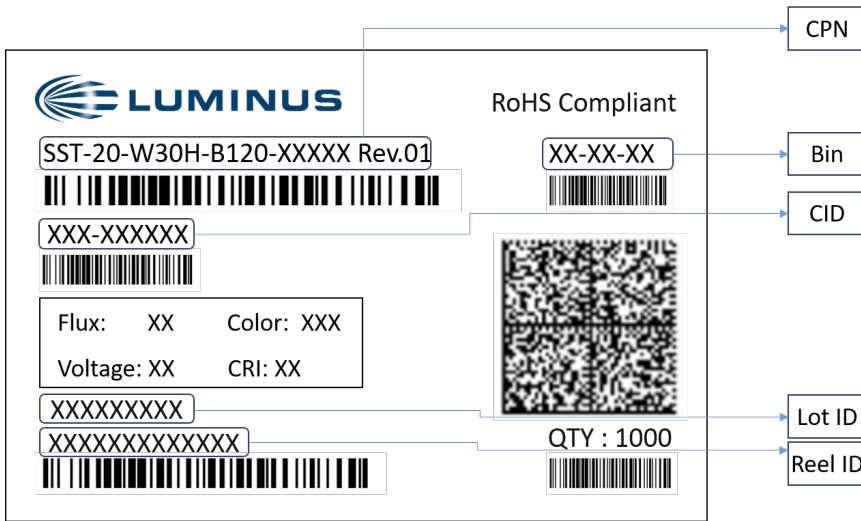 CPN
LUMINUS
RoHS Compliant
SST-20-W30H-B120-XXXXX Rev.01
XX-XX-XX
Bin
XXX-XXXXXX
CID
Flux: XX Color: XXX
Voltage: XX CRI: XX
XXXXXXXXX
Lot ID
XXXXXXXXXXXXX
QTY : 1000
Reel ID